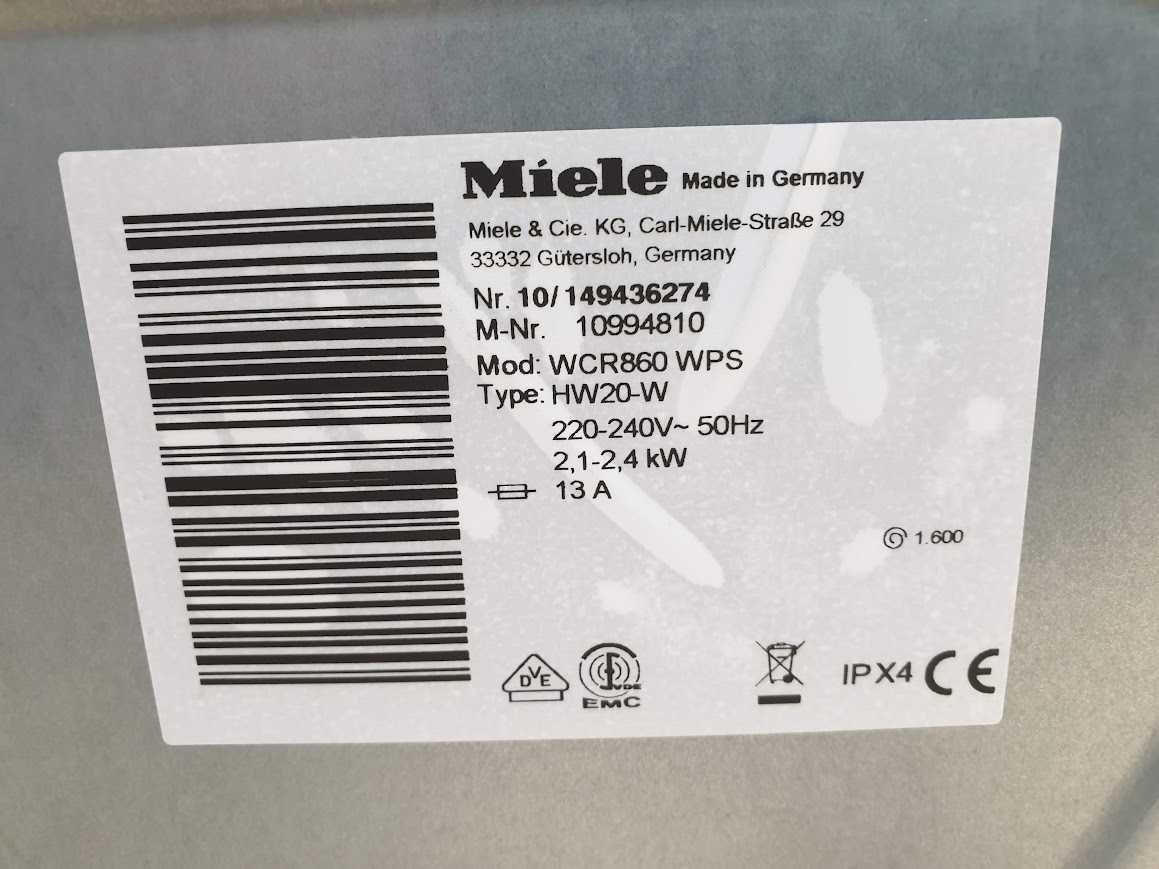 Miele Made in Germany
Miele & Cie. KG, Carl-Miele-Straße 29
33332 Gütersloh, Germany
Nr. 10/149436274
M-Nr. 10994810
Mod: WCR860 WPS
Type: HW20-W
220-240V~ 50Hz
2,1-2,4 kW
13 A
1.600
DVE
VDE
EMC
IPX4 CE